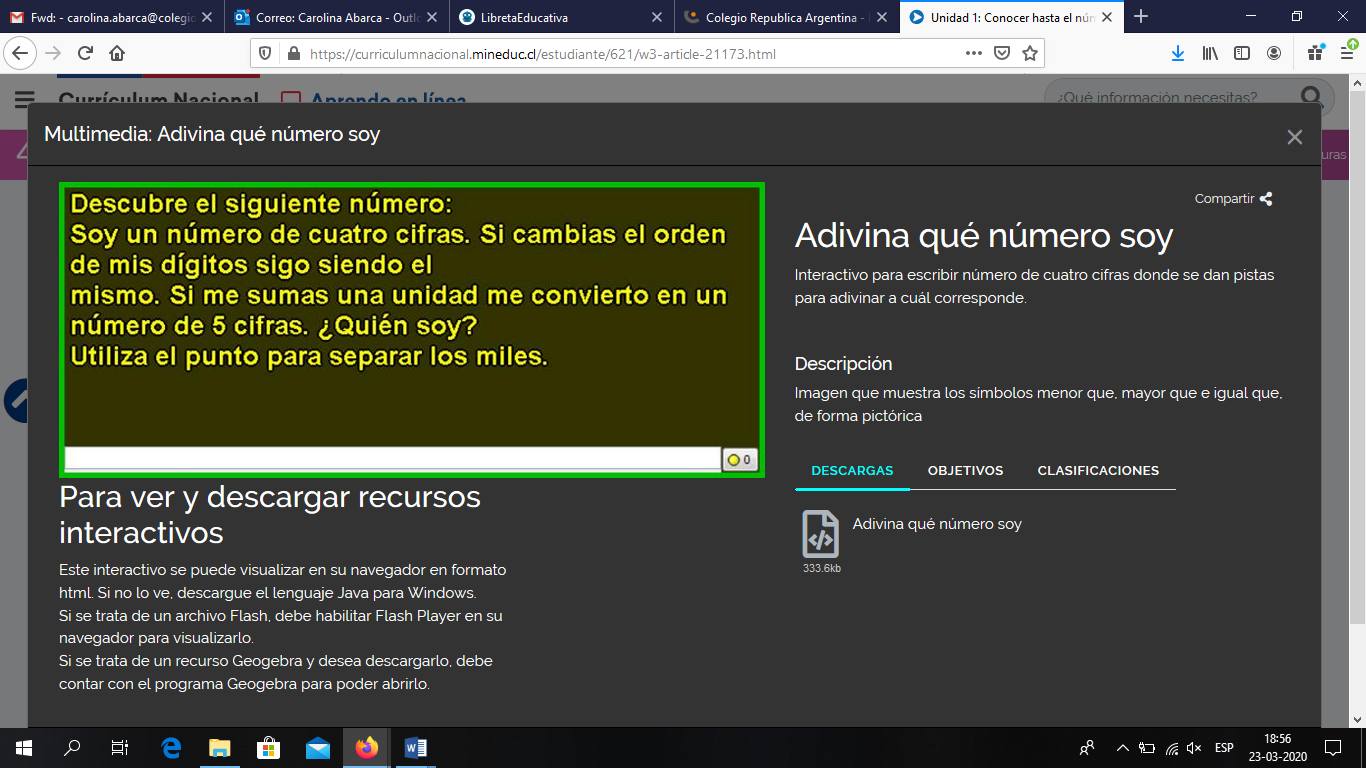 Fwd: - carolina.abarca@colegio
Correo: Carolina Abarca - Outlo
LibretaEducativa
Colegio Republica Argentina -
Unidad 1: Conocer hasta el núm
https://curriculumnacional.mineduc.cl/estudiante/621/w3-article-21173.html
Currículum Nacional
Aprendo en línea
¿Qué información necesitas?
Multimedia: Adivina qué número soy
uras
Descubre el siguiente número:
Soy un número de cuatro cifras. Si cambias el orden
de mis dígitos sigo siendo el
mismo. Si me sumas una unidad me convierto en un
número de 5 cifras. ¿Quién soy?
Utiliza el punto para separar los miles.
0
Para ver y descargar recursos
interactivos
Este interactivo se puede visualizar en su navegador en formato
html. Si no lo ve, descargue el lenguaje Java para Windows.
Si se trata de un archivo Flash, debe habilitar Flash Player en su
navegador para visualizarlo.
Si se trata de un recurso Geogebra y desea descargarlo, debe
contar con el programa Geogebra para poder abrirlo.
Compartir
Adivina qué número soy
Interactivo para escribir número de cuatro cifras donde se dan pistas
para adivinar a cuál corresponde.
Descripción
Imagen que muestra los símbolos menor que, mayor que e igual que,
de forma pictórica
DESCARGAS OBJETIVOS CLASIFICACIONES
Adivina qué número soy
333.6kb
ESP
18:56
23-03-2020